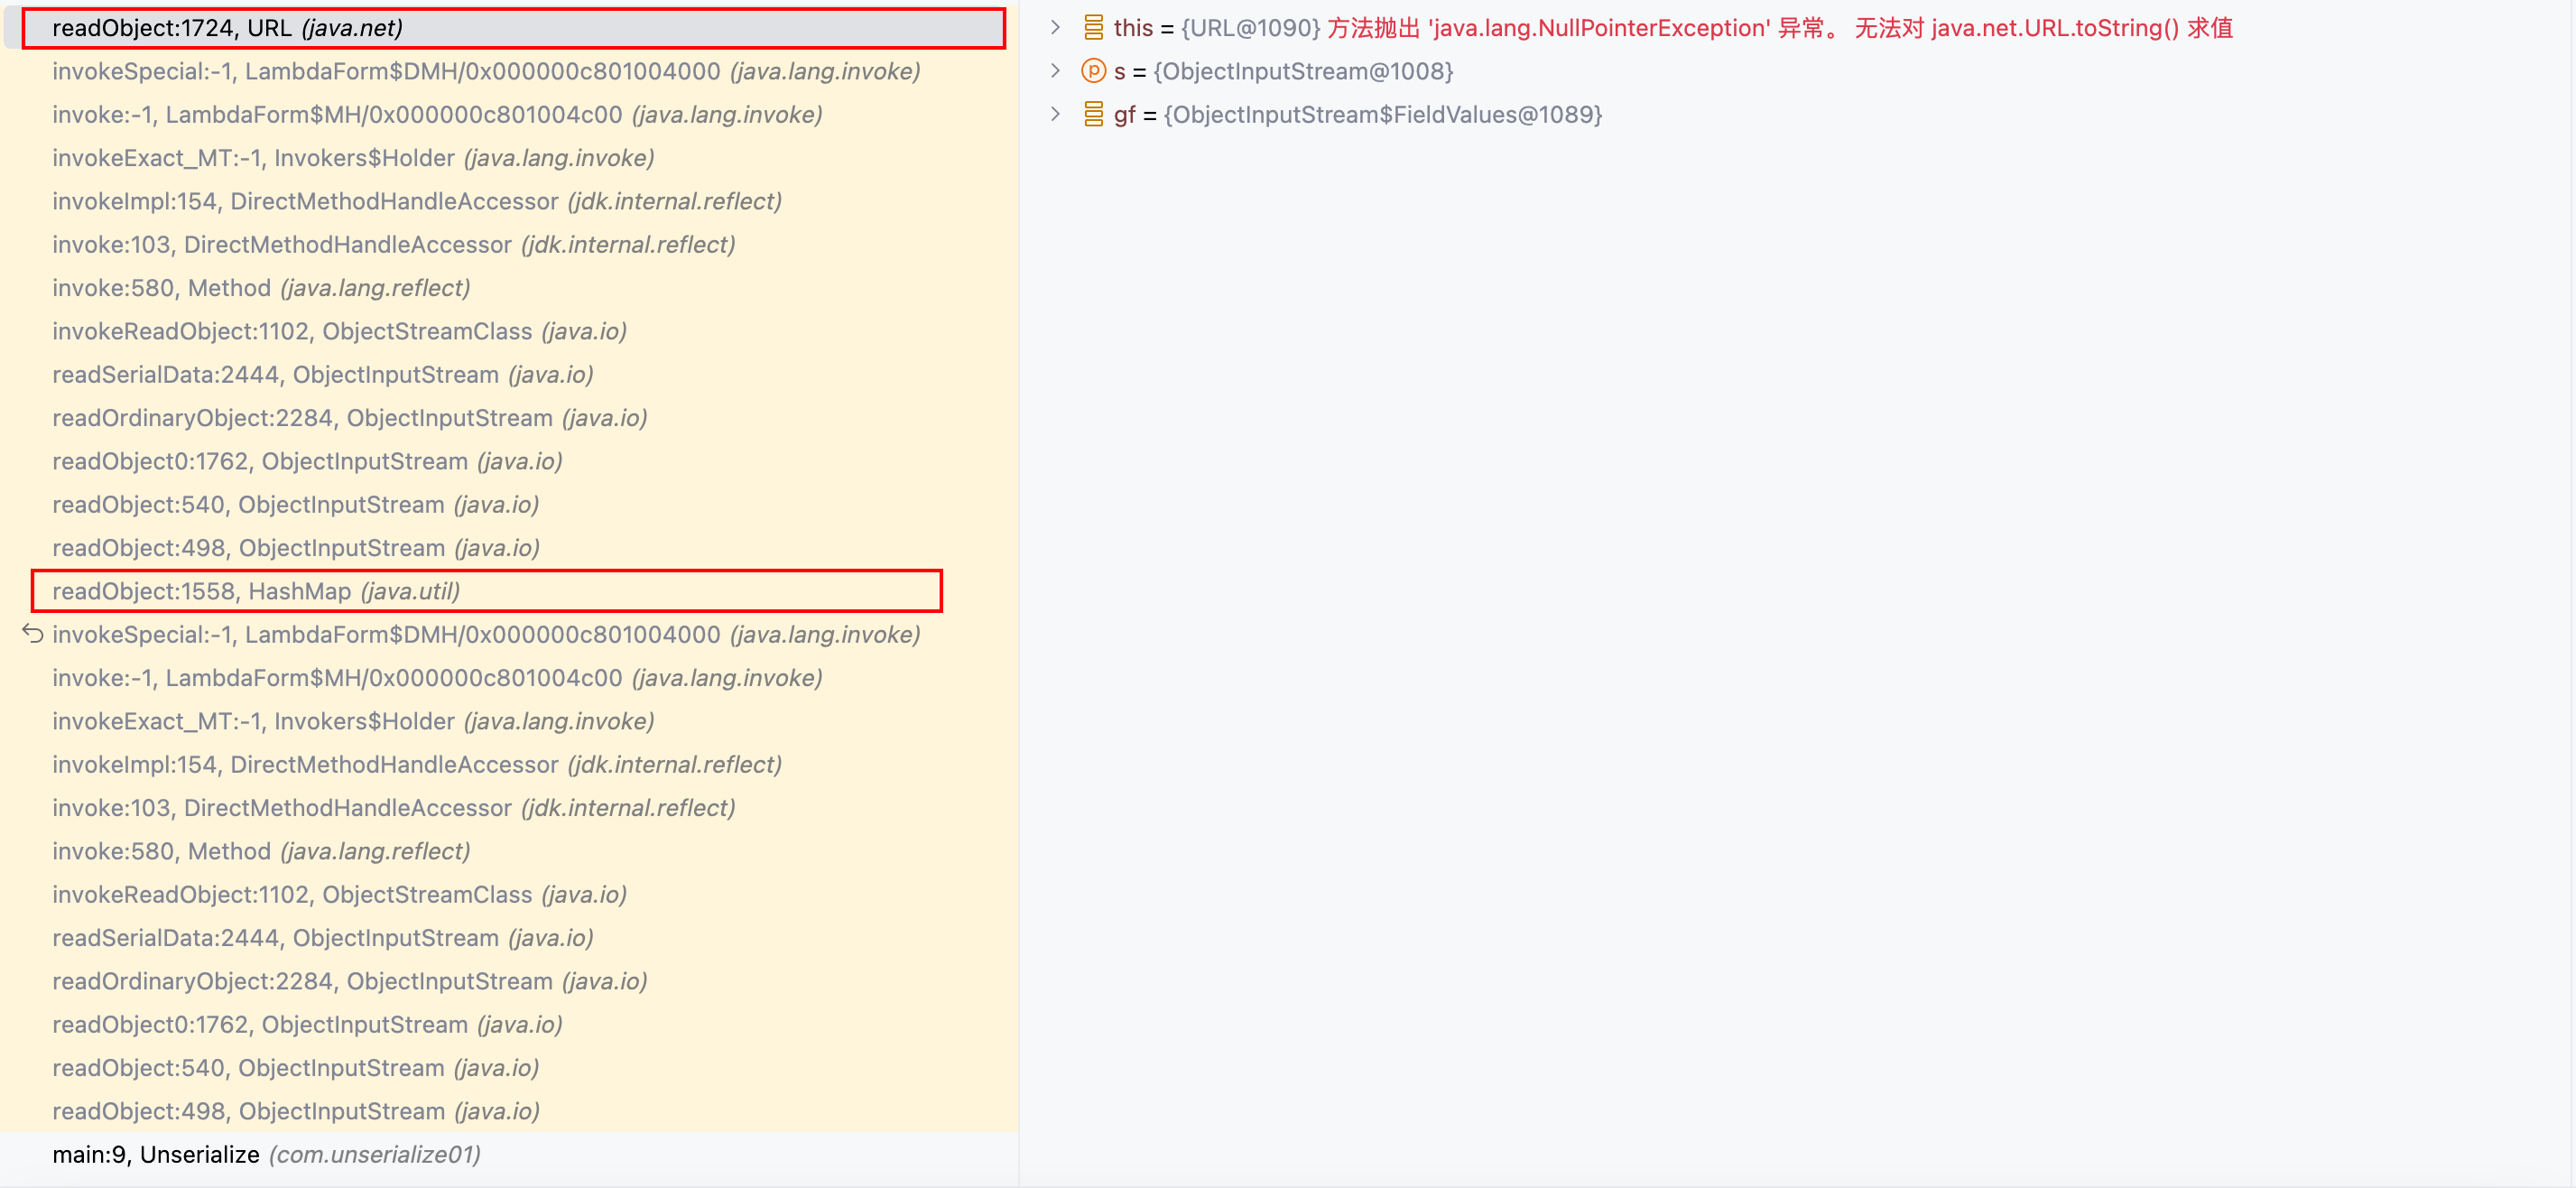 readObject:1724, URL (java.net)
invokeSpecial:-1, LambdaForm$DMH/0x000000c801004000 (java.lang.invoke)
invoke:-1, LambdaForm$MH/0x000000c801004c00 (java.lang.invoke)
invokeExact_MT:-1, Invokers$Holder (java.lang.invoke)
invokeImpl:154, DirectMethodHandleAccessor (jdk.internal.reflect)
invoke:103, DirectMethodHandleAccessor (jdk.internal.reflect)
invoke:580, Method (java.lang.reflect)
invokeReadObject:1102, ObjectStreamClass (java.io)
readSerialData:2444, ObjectInputStream (java.io)
readOrdinaryObject:2284, ObjectInputStream (java.io)
readObject0:1762, ObjectInputStream (java.io)
readObject:540, ObjectInputStream (java.io)
readObject:498, ObjectInputStream (java.io)
readObject:1558, HashMap (java.util)
invokeSpecial:-1, LambdaForm$DMH/0x000000c801004000 (java.lang.invoke)
invoke:-1, LambdaForm$MH/0x000000c801004c00 (java.lang.invoke)
invokeExact_MT:-1, Invokers$Holder (java.lang.invoke)
invokeImpl:154, DirectMethodHandleAccessor (jdk.internal.reflect)
invoke:103, DirectMethodHandleAccessor (jdk.internal.reflect)
invoke:580, Method (java.lang.reflect)
invokeReadObject:1102, ObjectStreamClass (java.io)
readSerialData:2444, ObjectInputStream (java.io)
readOrdinaryObject:2284, ObjectInputStream (java.io)
readObject0:1762, ObjectInputStream (java.io)
readObject:540, ObjectInputStream (java.io)
readObject:498, ObjectInputStream (java.io)
main:9, Unserialize (com.unserialize01)
this = {URL@1090} 方法抛出 'java.lang.NullPointerException' 异常。 无法对 java.net.URL.toString() 求值
p s = {ObjectInputStream@1008}
gf = {ObjectInputStream$FieldValues@1089}